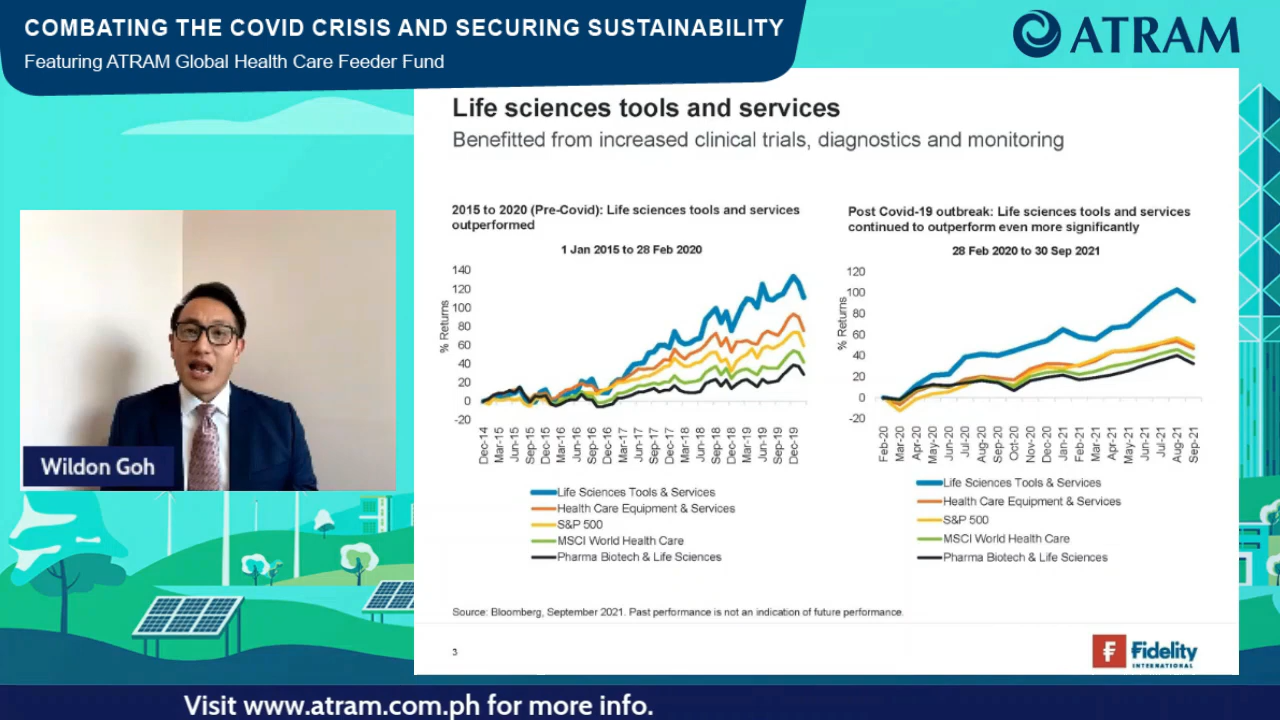 COMBATING THE COVID CRISIS AND SECURING SUSTAINABILITY
Featuring ATRAM Global Health Care Feeder Fund
ATRAM
Life sciences tools and services
Benefitted from increased clinical trials, diagnostics and monitoring
2015 to 2020 (Pre-Covid): Life sciences tools and services
outperformed
1 Jan 2015 to 28 Feb 2020
% Returns
140
120
100
80
60
40
20
0
-20
Dec-14
Mar-15
Jun-15
Sep-15
Dec-15
Mar-16
Jun-16
Sep-16
Dec-16
Mar-17
Jun-17
Sep-17
Dec-17
Mar-18
Jun-18
Sep-18
Dec-18
Mar-19
Jun-19
Sep-19
Dec-19
Life Sciences Tools & Services
Health Care Equipment & Services
S&P 500
MSCI World Health Care
Pharma Biotech & Life Sciences
Post Covid-19 outbreak: Life sciences tools and services
continued to outperform even more significantly
28 Feb 2020 to 30 Sep 2021
% Returns
120
100
80
60
40
20
0
-20
Feb-20
Mar-20
Apr-20
May-20
Jun-20
Jul-20
Aug-20
Sep-20
Oct-20
Nov-20
Dec-20
Jan-21
Feb-21
Mar-21
Apr-21
May-21
Jun-21
Jul-21
Aug-21
Sep-21
Life Sciences Tools & Services
Health Care Equipment & Services
S&P 500
MSCI World Health Care
Pharma Biotech & Life Sciences
Source: Bloomberg, September 2021. Past performance is not an indication of future performance.
3
Fidelity
INTERNATIONAL
Wildon Goh
Visit www.atram.com.ph for more info.